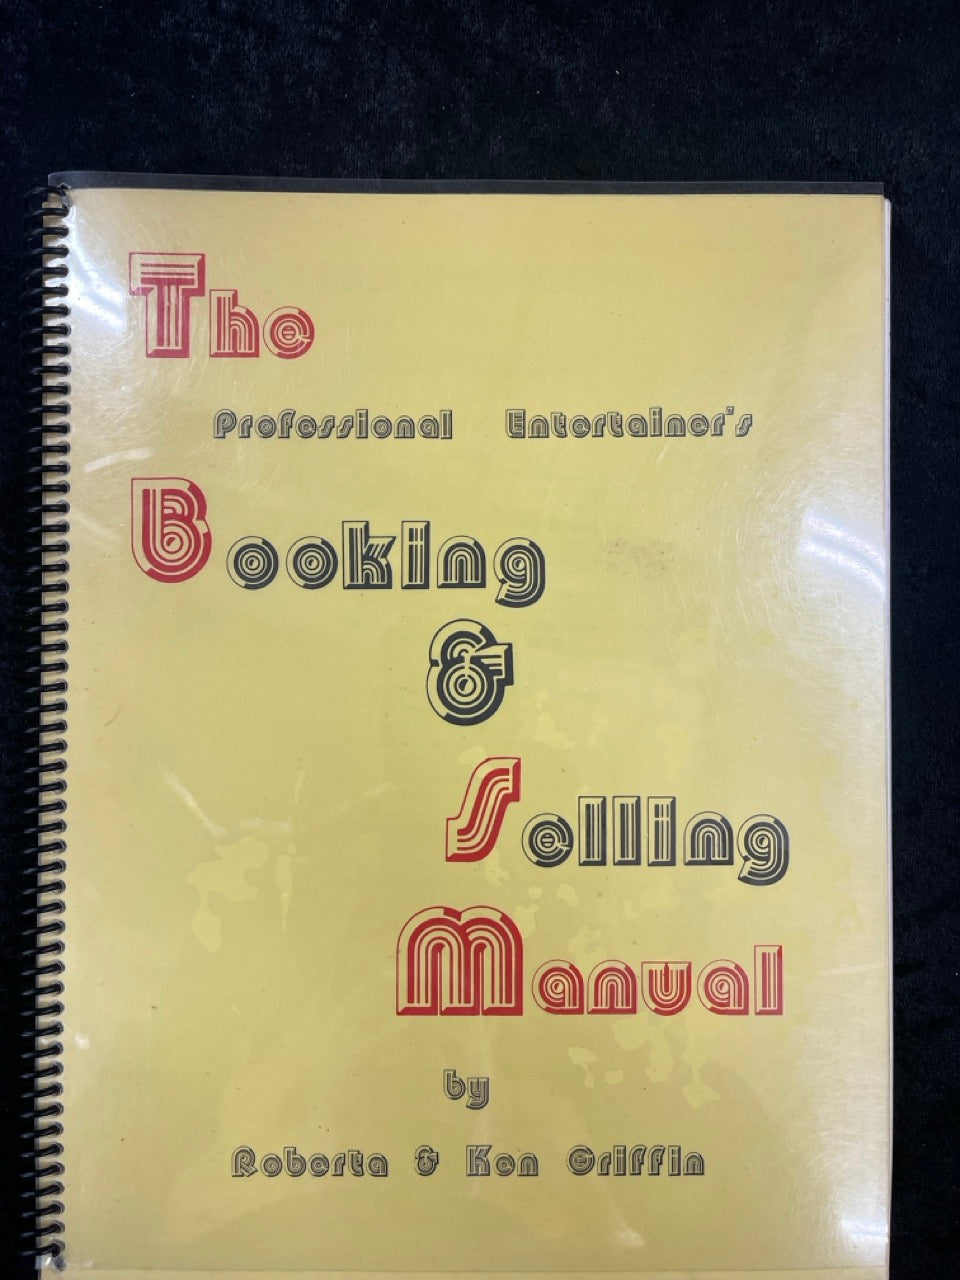 The
Professional Entertainer's
Booking
&
Selling
Manual
by
Roberta & Ken Griffin